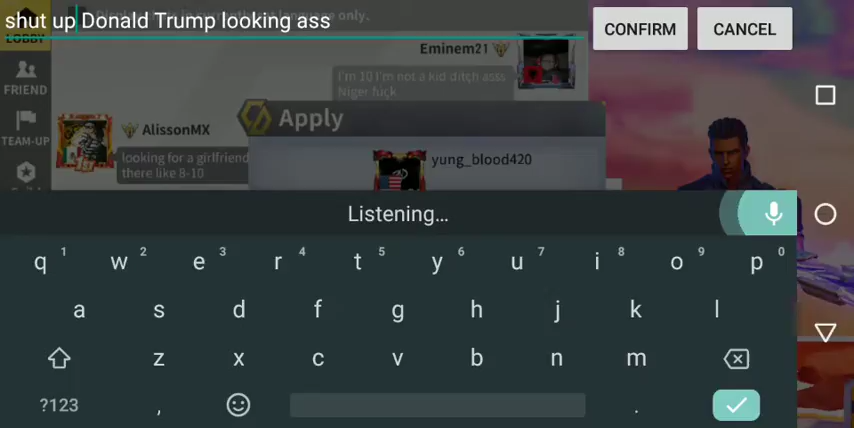 shut up Donald Trump looking ass
CONFIRM
CANCEL
LOBBY
only.
FRIEND
TEAM-UP
Eminem21
I'm 10 I'm not a kid ditch asss
Niger fuck
AlissonMX
looking for a girlfriend
there like 8-10
Apply
yung_blood420
Listening...
q 1 w 2 e 3 r 4 t 5 y 6 u 7 i 8 o 9 p 0
a s d f g h j k l
z x c v b n m
?123 , .